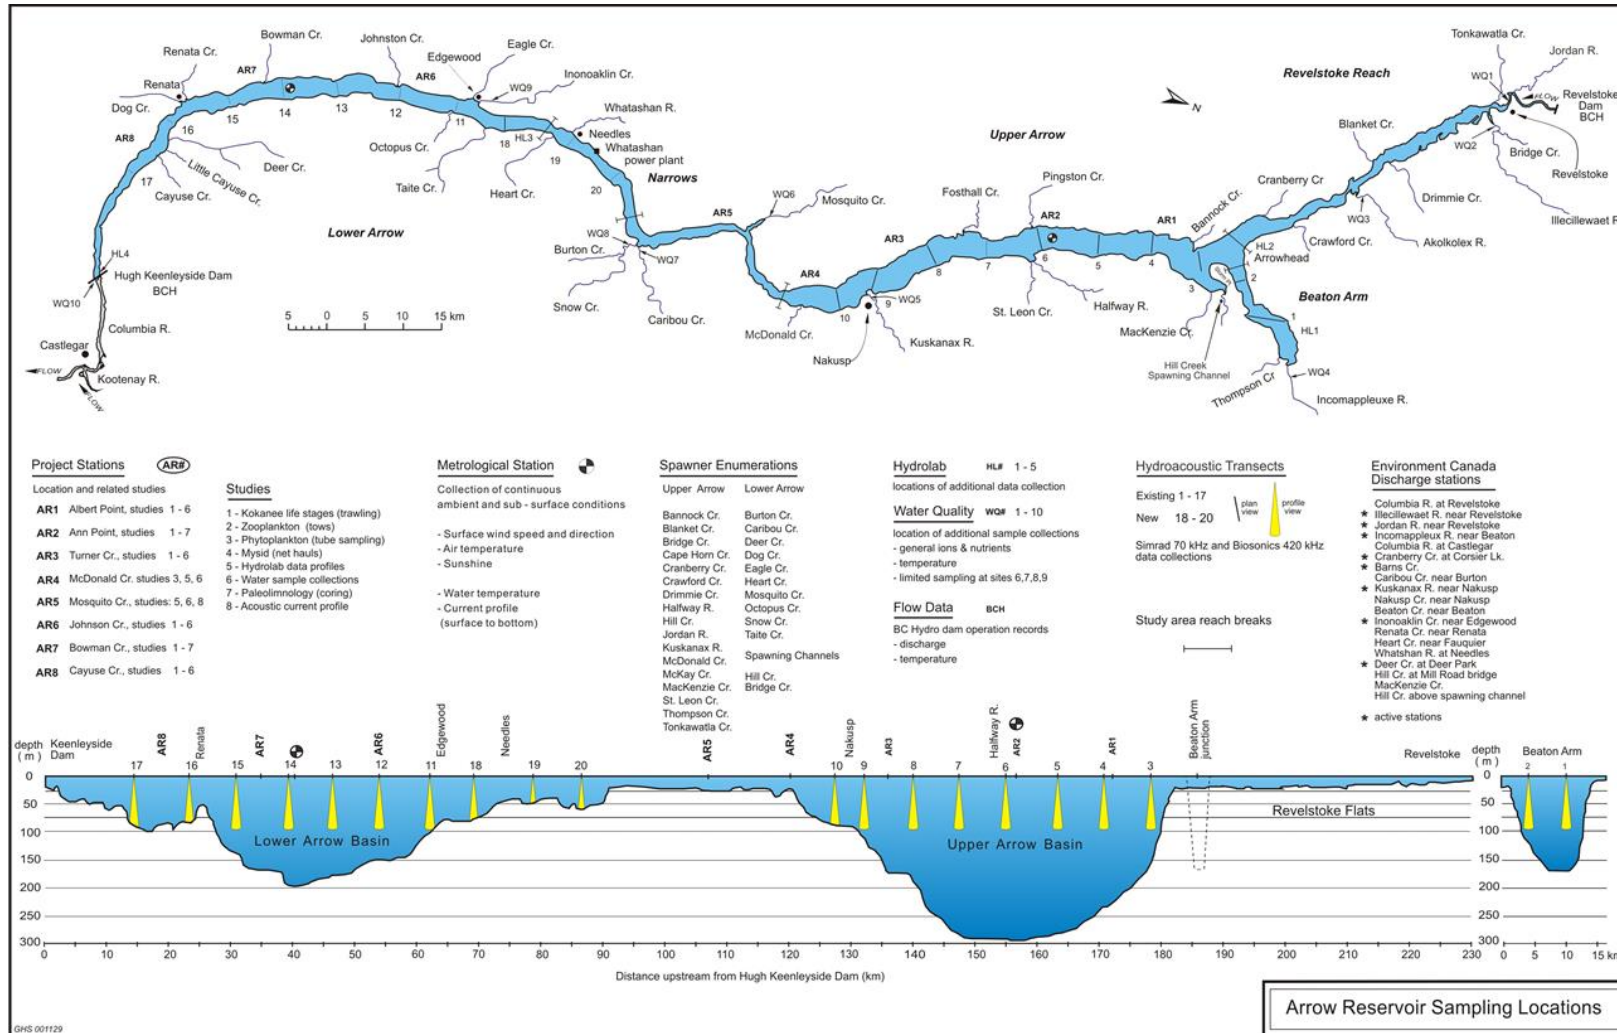 Tonkawatla Cr.
Jordan R.
Revelstoke Reach
WQ1
FLOW
Revelstoke
Dam
BCH
Bowman Cr.
Johnston Cr.
Eagle Cr.
Renata Cr.
Edgewood
Inonoaklin Cr.
AR7
AR6
Renata
WQ9
Whatashan R.
Dog Cr.
15
14
13
12
11
16
18
HL3
Needles
Whatashan
power plant
N
Upper Arrow
Blanket Cr.
WQ2
Bridge Cr.
Revelstoke
AR8
Octopus Cr.
19
Narrows
Little Cayuse Cr.
Deer Cr.
17
Cayuse Cr.
Taite Cr.
Heart Cr.
20
WQ6
Mosquito Cr.
Fosthall Cr.
Pingston Cr.
Cranberry Cr
Drimmie Cr.
Illecillewaet R
Lower Arrow
AR5
AR2
AR1
Bannock Cr.
WQ3
WQ8
Burton Cr.
WQ7
AR3
Crawford Cr.
Akolkolex R.
HL2
Arrowhead
HL4
Hugh Keenleyside Dam
BCH
AR4
8
7
6
5
4
3
2
Beaton Arm
WQ10
Snow Cr.
Caribou Cr.
9
WQ5
St. Leon Cr.
Halfway R.
1
HL1
5 0 5 10 15 km
McDonald Cr.
10
Kuskanax R.
MacKenzie Cr.
Columbia R.
Castlegar
Nakusp
Hill Creek
Spawning Channel
Thompson Cr
WQ4
FLOW
Kootenay R.
FLOW
Incomappleuxe R.
Project Stations AR#
Location and related studies
AR1 Albert Point, studies 1 - 6
AR2 Ann Point, studies 1 - 7
AR3 Turner Cr., studies 1 - 6
AR4 McDonald Cr. studies 3, 5, 6
AR5 Mosquito Cr., studies: 5, 6, 8
AR6 Johnson Cr., studies 1 - 6
AR7 Bowman Cr., studies 1 - 7
AR8 Cayuse Cr., studies 1 - 6
Studies
1 - Kokanee life stages (trawling)
2 - Zooplankton (tows)
3 - Phytoplankton (tube sampling)
4 - Mysid (net hauls)
5 - Hydrolab data profiles
6 - Water sample collections
7 - Paleolimnology (coring)
8 - Acoustic current profile
Metrological Station
Collection of continuous
ambient and sub - surface conditions
- Surface wind speed and direction
- Air temperature
- Sunshine
- Water temperature
- Current profile
(surface to bottom)
Spawner Enumerations
Upper Arrow
Bannock Cr.
Blanket Cr.
Bridge Cr.
Cape Horn Cr.
Cranberry Cr.
Crawford Cr.
Drimmie Cr.
Halfway R.
Hill Cr.
Jordan R.
Kuskanax R.
McDonald Cr.
McKay Cr.
MacKenzie Cr.
St. Leon Cr.
Thompson Cr.
Tonkawatla Cr.
Lower Arrow
Burton Cr.
Caribou Cr.
Deer Cr.
Dog Cr.
Eagle Cr.
Heart Cr.
Mosquito Cr.
Octopus Cr.
Snow Cr.
Taite Cr.
Spawning Channels
Hill Cr.
Bridge Cr.
Hydrolab HL# 1 - 5
locations of additional data collection
Water Quality WQ# 1 - 10
location of additional sample collections
- general ions & nutrients
- temperature
- limited sampling at sites 6,7,8,9
Flow Data BCH
BC Hydro dam operation records
- discharge
- temperature
Hydroacoustic Transects
Existing 1 - 17
New 18 - 20
plan
view
profile
view
Simrad 70 kHz and Biosonics 420 kHz
data collections
Study area reach breaks
Environment Canada
Discharge stations
Columbia R. at Revelstoke
★ Illecillewaet R. near Revelstoke
★ Jordan R. near Revelstoke
★ Incomappleux R. near Beaton
Columbia R. at Castlegar
★ Cranberry Cr. at Corsier Lk.
★ Barns Cr.
Caribou Cr. near Burton
★ Kuskanax R. near Nakusp
Nakusp Cr. near Nakusp
Beaton Cr. near Beaton
★ Inonoaklin Cr. near Edgewood
Renata Cr. near Renata
Heart Cr. near Fauquier
Whatshan R. at Needles
★ Deer Cr. at Deer Park
Hill Cr. at Mill Road bridge
MacKenzie Cr.
Hill Cr. above spawning channel
★ active stations
depth
( m )
Keenleyside
Dam
AR8
Renata
AR7
AR6
Edgewood
Needles
AR5
AR4
Nakusp
AR3
Halfway R.
AR2
AR1
Beaton Arm
junction
Revelstoke
depth
( m )
Beaton Arm
17 16 15 14 13 12 11 18 19 20 10 9 8 7 6 5 4 3
2 1
0
50
100
150
200
250
300
Lower Arrow Basin
Upper Arrow Basin
Revelstoke Flats
0
50
100
150
200
250
300
0 10 20 30 40 50 60 70 80 90 100 110 120 130 140 150 160 170 180 190 200 210 220 230
0 5 10 15 km
Distance upstream from Hugh Keenleyside Dam (km)
Arrow Reservoir Sampling Locations
GHS 001129